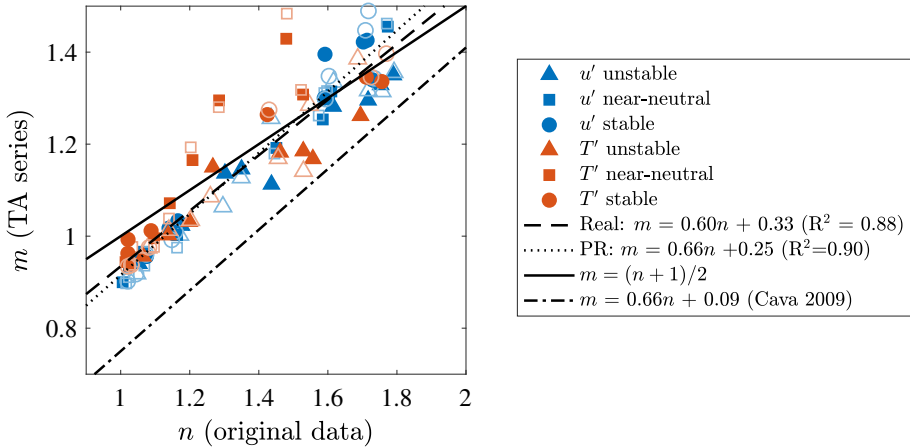 1.4
1.2
1
0.8
m (TA series)
1 1.2 1.4 1.6 1.8 2
n (original data)
u′ unstable
u′ near-neutral
u′ stable
T′ unstable
T′ near-neutral
T′ stable
Real: m = 0.60n + 0.33 (R² = 0.88)
PR: m = 0.66n +0.25 (R²=0.90)
m = (n + 1)/2
m = 0.66n + 0.09 (Cava 2009)